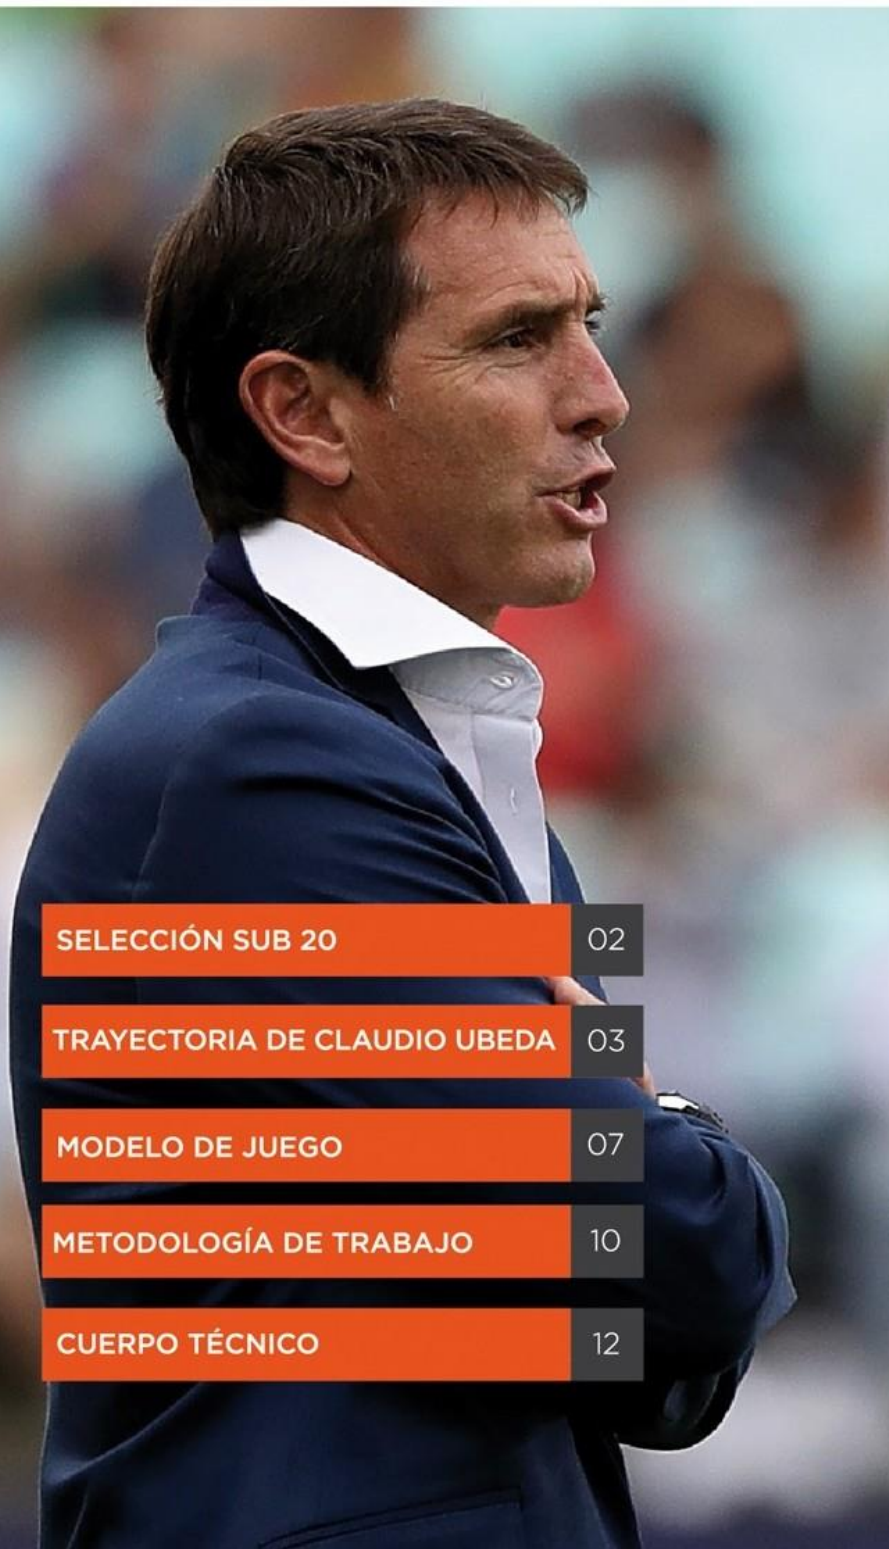 SELECCIÓN SUB 20 02
TRAYECTORIA DE CLAUDIO UBEDA 03
MODELO DE JUEGO 07
METODOLOGÍA DE TRABAJO 10
CUERPO TÉCNICO 12